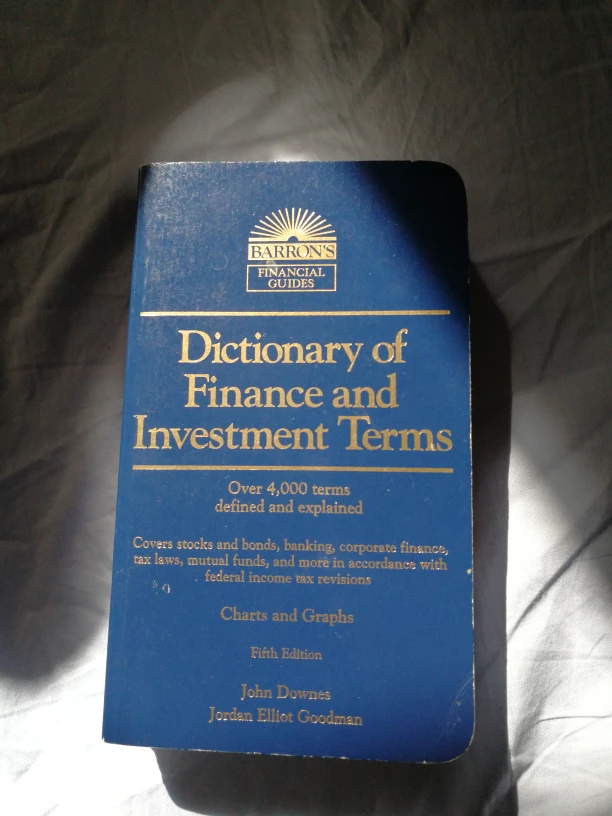 BARRON'S
FINANCIAL
GUIDES
Dictionary of
Finance and
Investment Terms
Over 4,000 terms
defined and explained
Covers stocks and bonds, banking, corporate finance,
tax laws, mutual funds, and more in accordance with
federal income tax revisions
Charts and Graphs
Fifth Edition
John Downes
Jordan Elliot Goodman